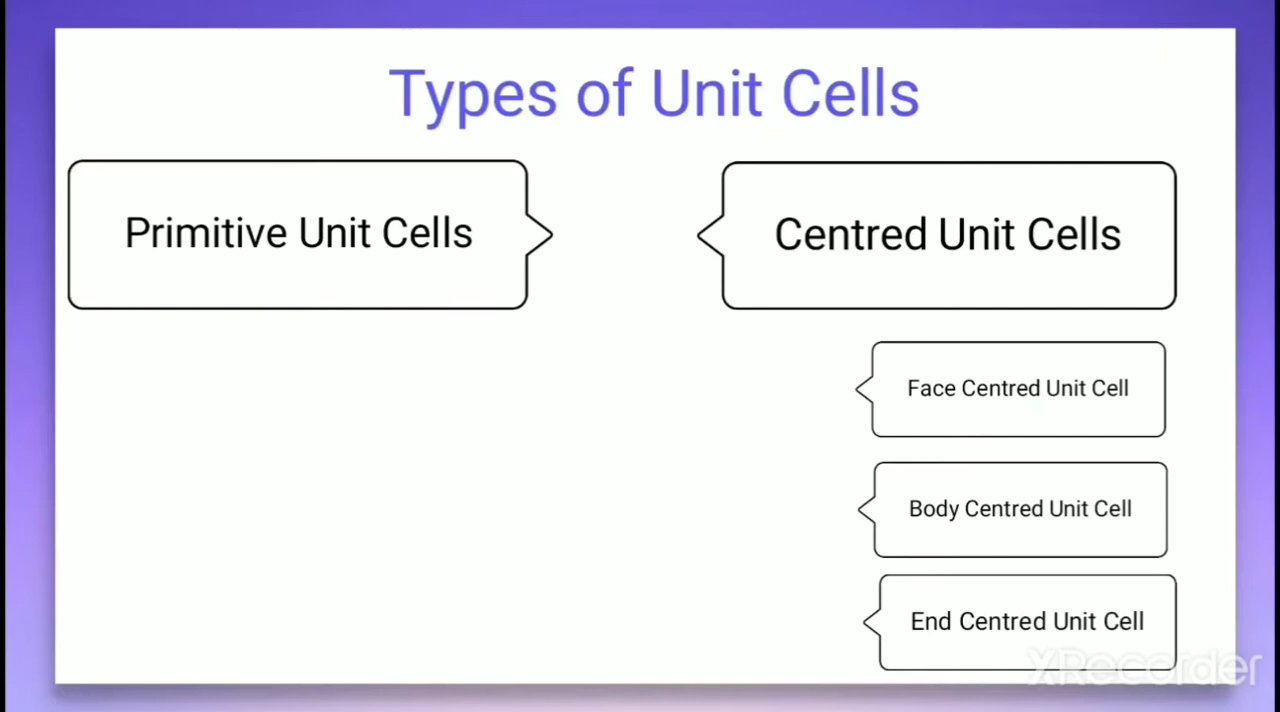 Types of Unit Cells
Primitive Unit Cells
Centred Unit Cells
Face Centred Unit Cell
Body Centred Unit Cell
End Centred Unit Cell
XRecorder